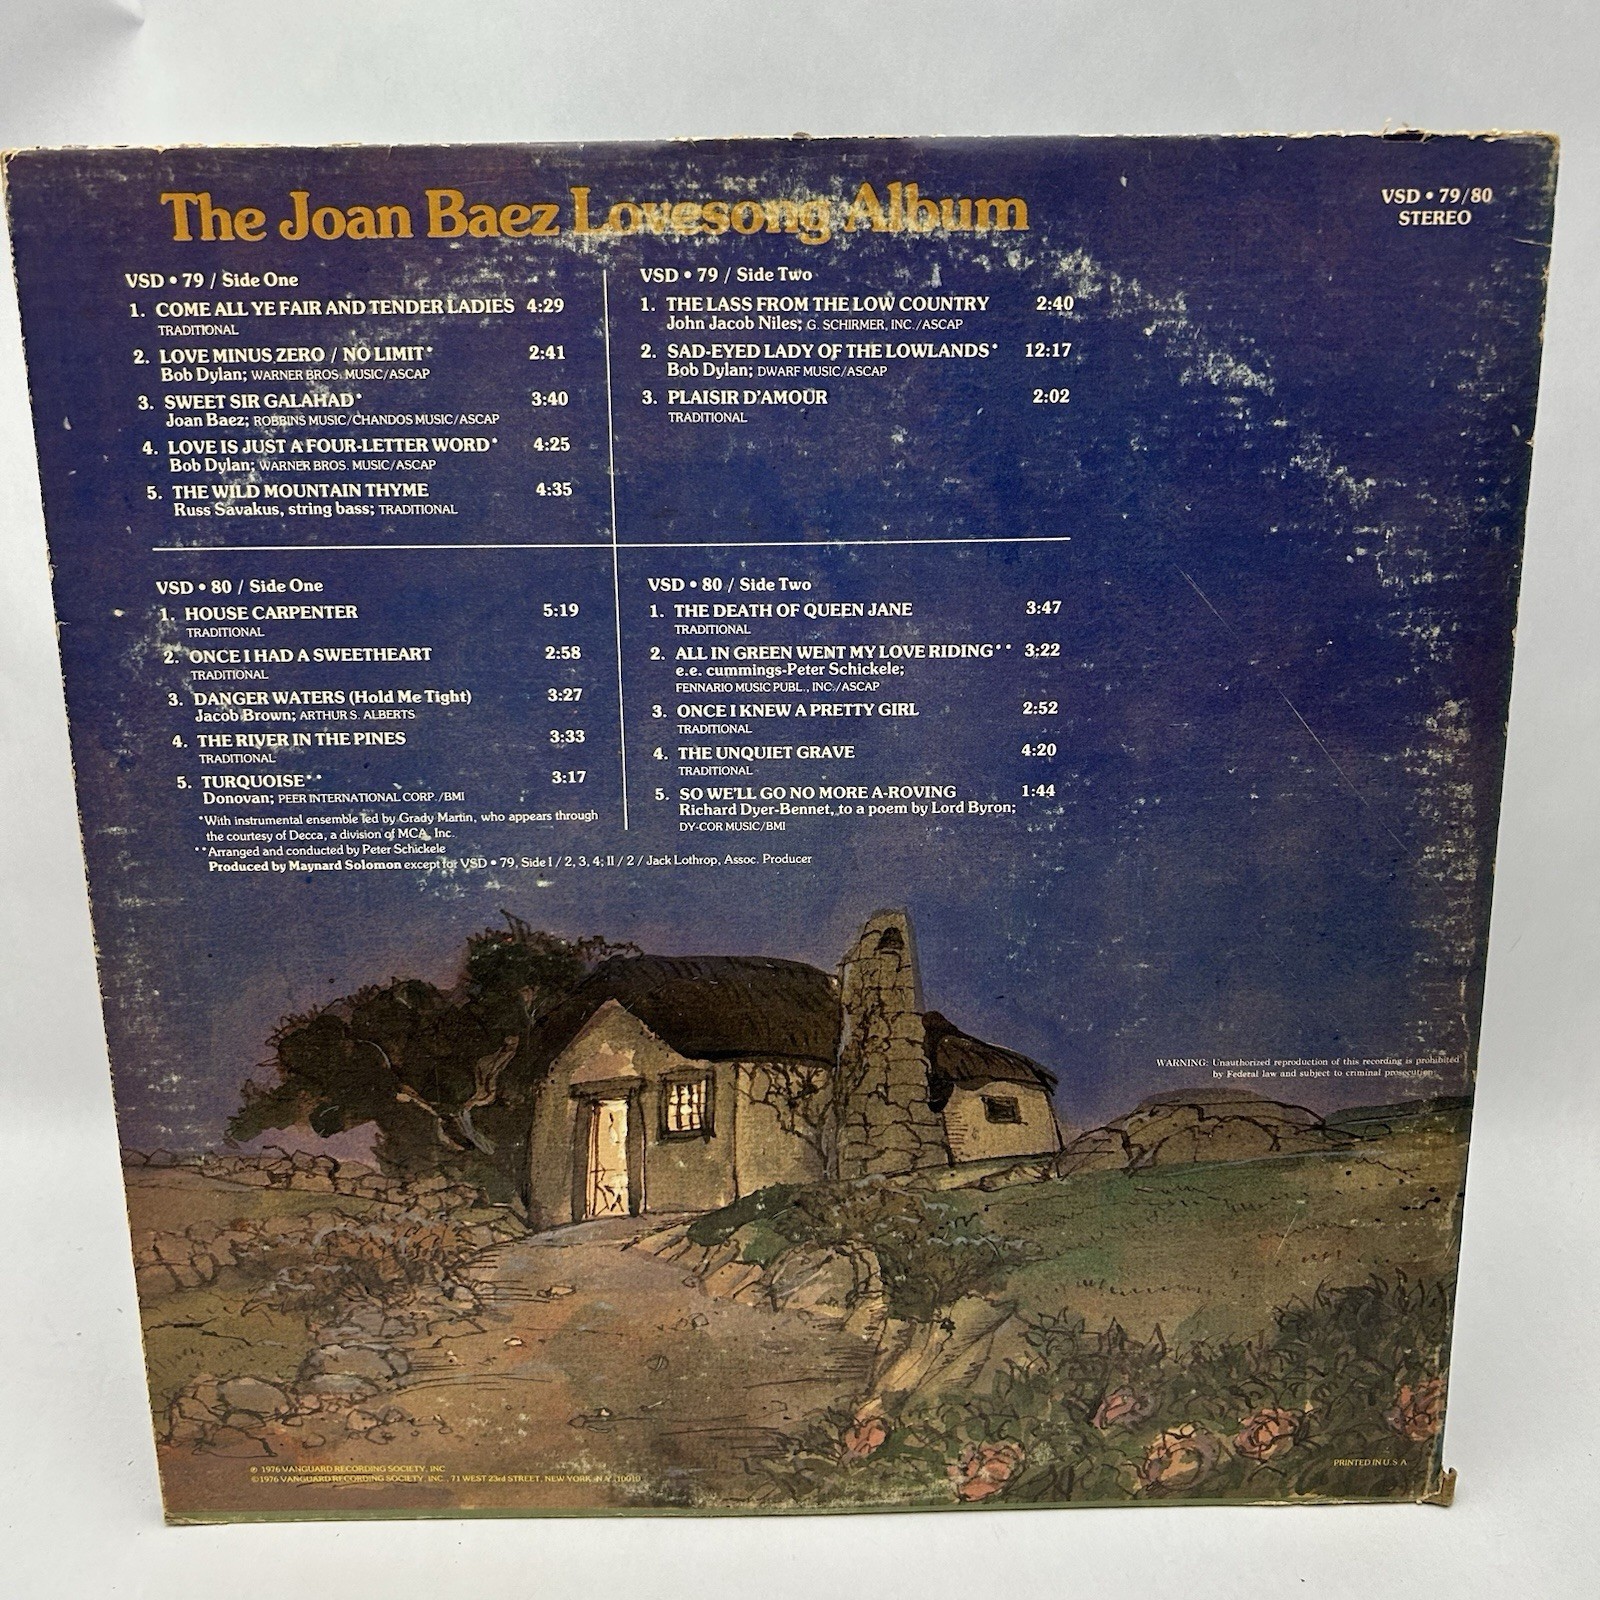 The Joan Baez Lovesong Album
VSD • 79/80
STEREO
VSD • 79 / Side One
1. COME ALL YE FAIR AND TENDER LADIES 4:29
TRADITIONAL
2. LOVE MINUS ZERO / NO LIMIT* 2:41
Bob Dylan; WARNER BROS. MUSIC/ASCAP
3. SWEET SIR GALAHAD* 3:40
Joan Baez; ROBBINS MUSIC/CHANDOS MUSIC/ASCAP
4. LOVE IS JUST A FOUR-LETTER WORD* 4:25
Bob Dylan; WARNER BROS. MUSIC/ASCAP
5. THE WILD MOUNTAIN THYME 4:35
Russ Savakus, string bass; TRADITIONAL
VSD • 79 / Side Two
1. THE LASS FROM THE LOW COUNTRY 2:40
John Jacob Niles; G. SCHIRMER, INC./ASCAP
2. SAD-EYED LADY OF THE LOWLANDS* 12:17
Bob Dylan; DWARF MUSIC/ASCAP
3. PLAISIR D'AMOUR 2:02
TRADITIONAL
VSD • 80 / Side One
1. HOUSE CARPENTER 5:19
TRADITIONAL
2. ONCE I HAD A SWEETHEART 2:58
TRADITIONAL
3. DANGER WATERS (Hold Me Tight) 3:27
Jacob Brown; ARTHUR S. ALBERTS
4. THE RIVER IN THE PINES 3:33
TRADITIONAL
5. TURQUOISE** 3:17
Donovan; PEER INTERNATIONAL CORP./BMI
VSD • 80 / Side Two
1. THE DEATH OF QUEEN JANE 3:47
TRADITIONAL
2. ALL IN GREEN WENT MY LOVE RIDING** 3:22
e.e. cummings-Peter Schickele;
FENNARIO MUSIC PUBL., INC./ASCAP
3. ONCE I KNEW A PRETTY GIRL 2:52
TRADITIONAL
4. THE UNQUIET GRAVE 4:20
TRADITIONAL
5. SO WE'LL GO NO MORE A-ROVING 1:44
Richard Dyer-Bennet, to a poem by Lord Byron;
DY-COR MUSIC/BMI
*With instrumental ensemble led by Grady Martin, who appears through
the courtesy of Decca, a division of MCA, Inc.
**Arranged and conducted by Peter Schickele
Produced by Maynard Solomon except for VSD • 79, Side I / 2, 3, 4; II / 2 / Jack Lothrop, Assoc. Producer
WARNING: Unauthorized reproduction of this recording is prohibited
by Federal law and subject to criminal prosecution.
℗ 1976 VANGUARD RECORDING SOCIETY, INC
©1976 VANGUARD RECORDING SOCIETY, INC., 71 WEST 23rd STREET, NEW YORK, N.Y. 10010
PRINTED IN U.S.A.